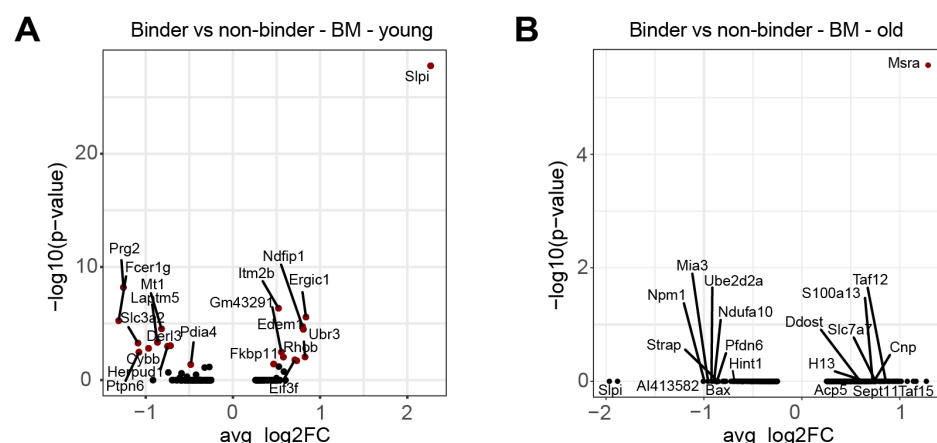 A
Binder vs non-binder - BM - young
Slpi
20
10
0
−log10(p−value)
Prg2
Fcer1g
Mt1
Laptm5
Slc3a2
Derl3
Pdia4
Cybb
Herpud1
Ptpn6
Ndfip1
Itm2b
Ergic1
Gm43291
Edem1
Ubr3
Fkbp11
Rhbb
Eif3f
−1
0
1
2
avg_log2FC
B
Binder vs non-binder - BM - old
Msra
4
2
0
−log10(p−value)
Mia3
Ube2d2a
Npm1
Ndufa10
Strap
Pfdn6
Hint1
Slpi
AI413582
Bax
Taf12
S100a13
Ddost
Slc7a7
Cnp
H13
Acp5
Sept11
Taf15
−2
−1
0
1
avg_log2FC